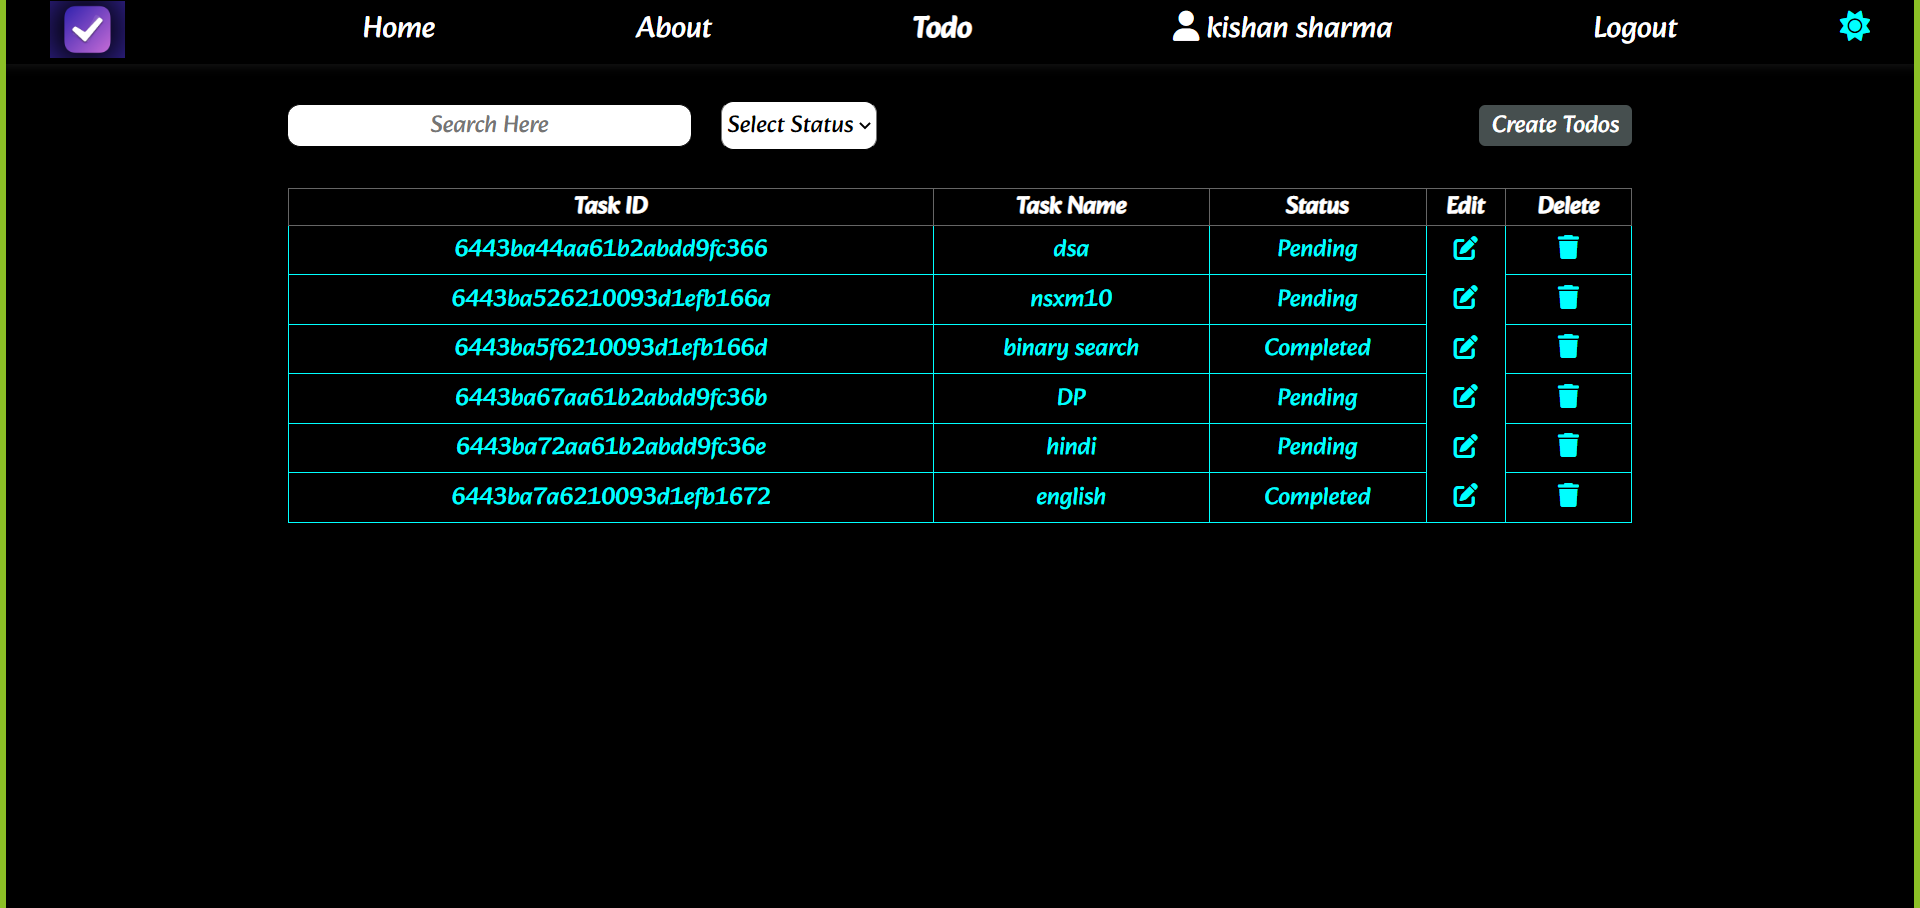 Home About Todo kishan sharma Logout
Search Here Select Status Create Todos
Task ID Task Name Status Edit Delete
6443ba44aa61b2abdd9fc366 dsa Pending
6443ba526210093d1efb166a nsxm10 Pending
6443ba5f6210093d1efb166d binary search Completed
6443ba67aa61b2abdd9fc36b DP Pending
6443ba72aa61b2abdd9fc36e hindi Pending
6443ba7a6210093d1efb1672 english Completed